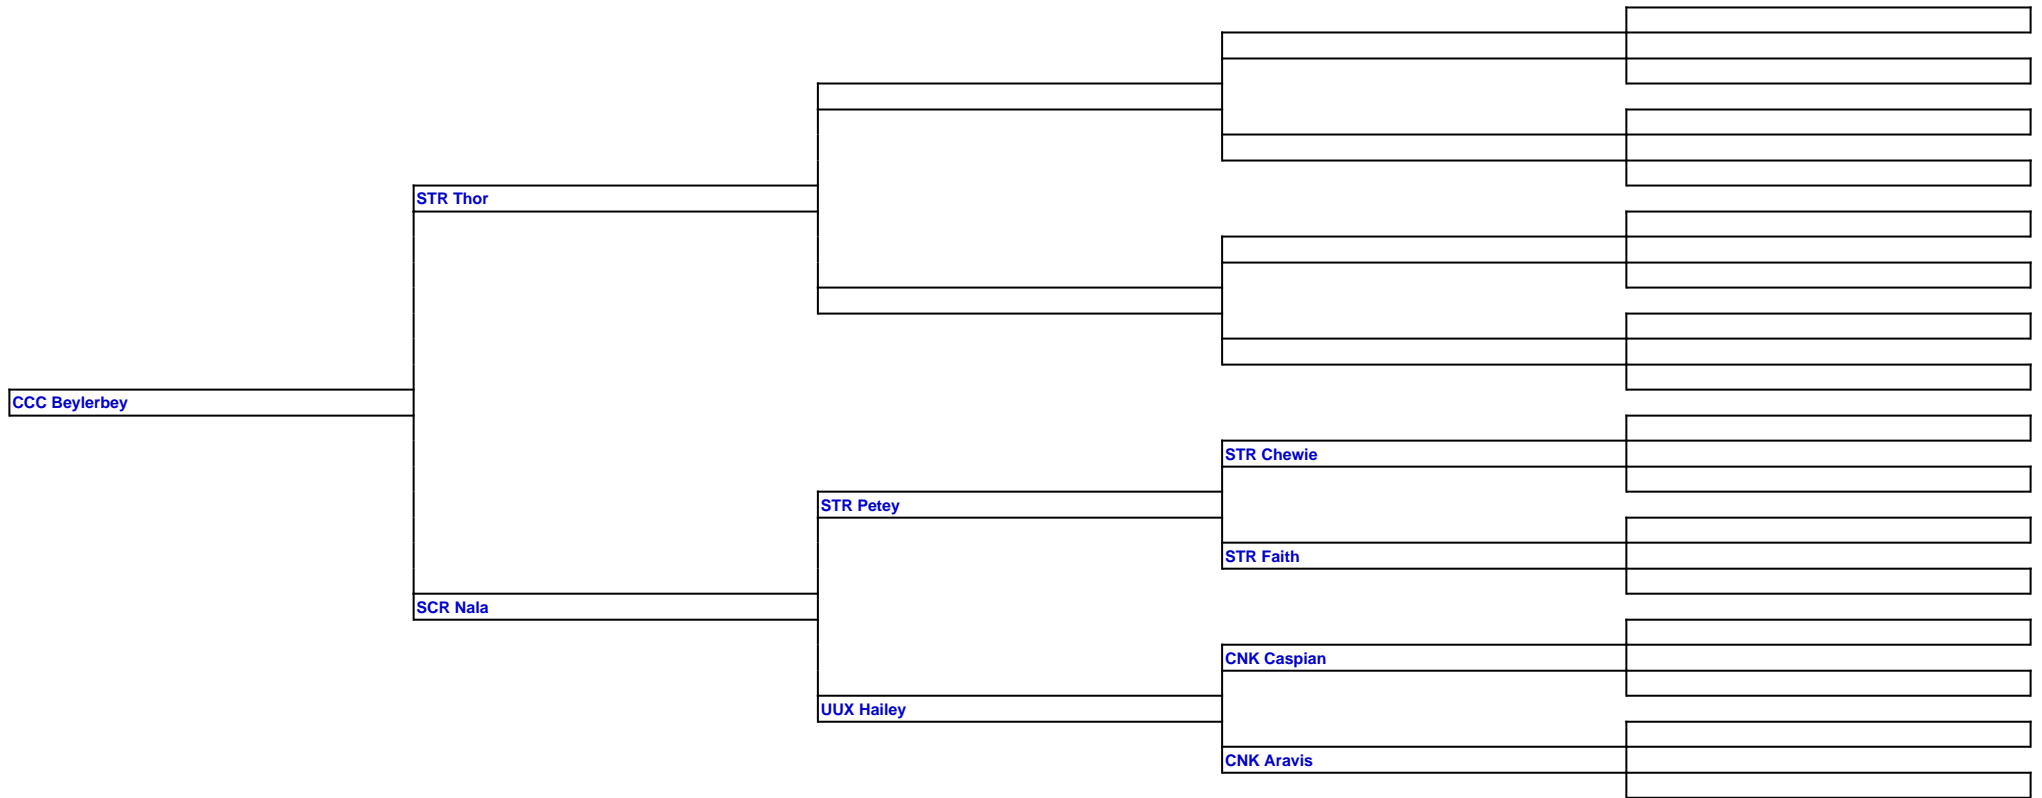 STR Thor
CCC Beylerbey
STR Chewie
STR Petey
STR Faith
SCR Nala
CNK Caspian
UUX Hailey
CNK Aravis